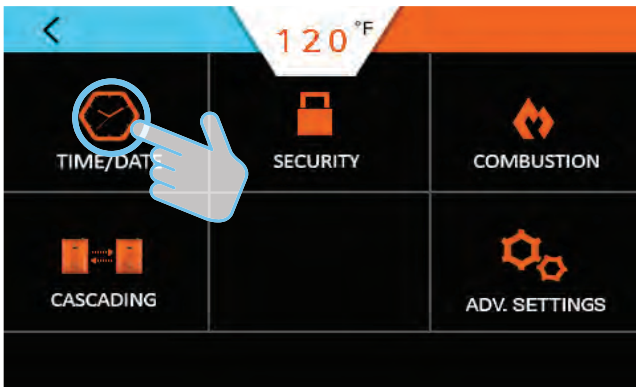 120 °F
TIME/DATE
SECURITY
COMBUSTION
CASCADING
ADV. SETTINGS